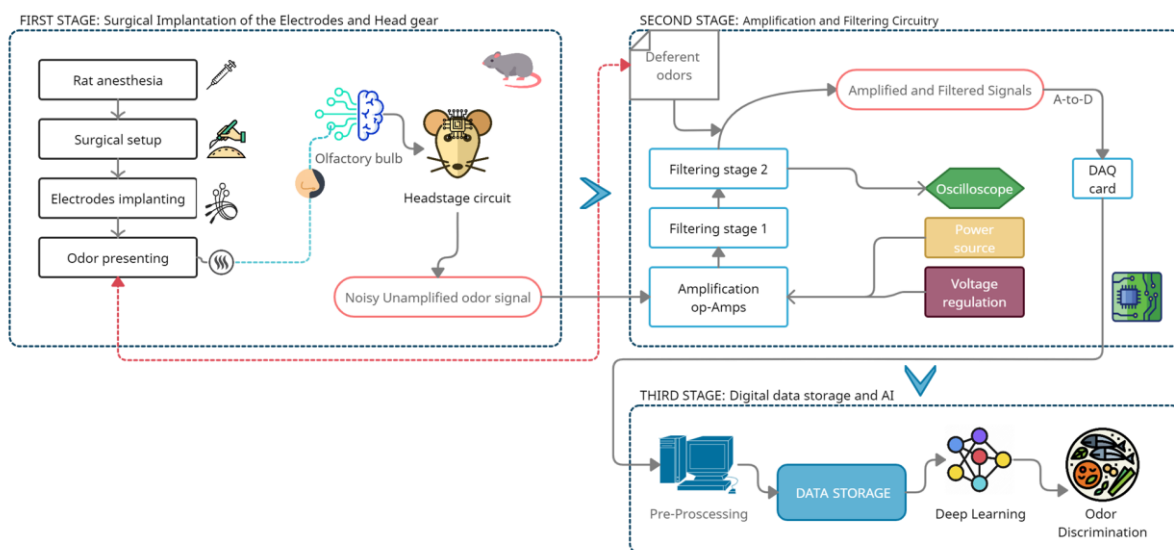 FIRST STAGE: Surgical Implantation of the Electrodes and Head gear
Rat anesthesia
Surgical setup
Electrodes implanting
Odor presenting
Olfactory bulb
Headstage circuit
Noisy Unamplified odor signal
SECOND STAGE: Amplification and Filtering Circuitry
Deferent
odors
Amplified and Filtered Signals
A-to-D
DAQ
card
Filtering stage 2
Oscilloscope
Filtering stage 1
Power
source
Amplification
op-Amps
Voltage
regulation
THIRD STAGE: Digital data storage and AI
Pre-Proscessing
DATA STORAGE
Deep Learning
Odor
Discrimination